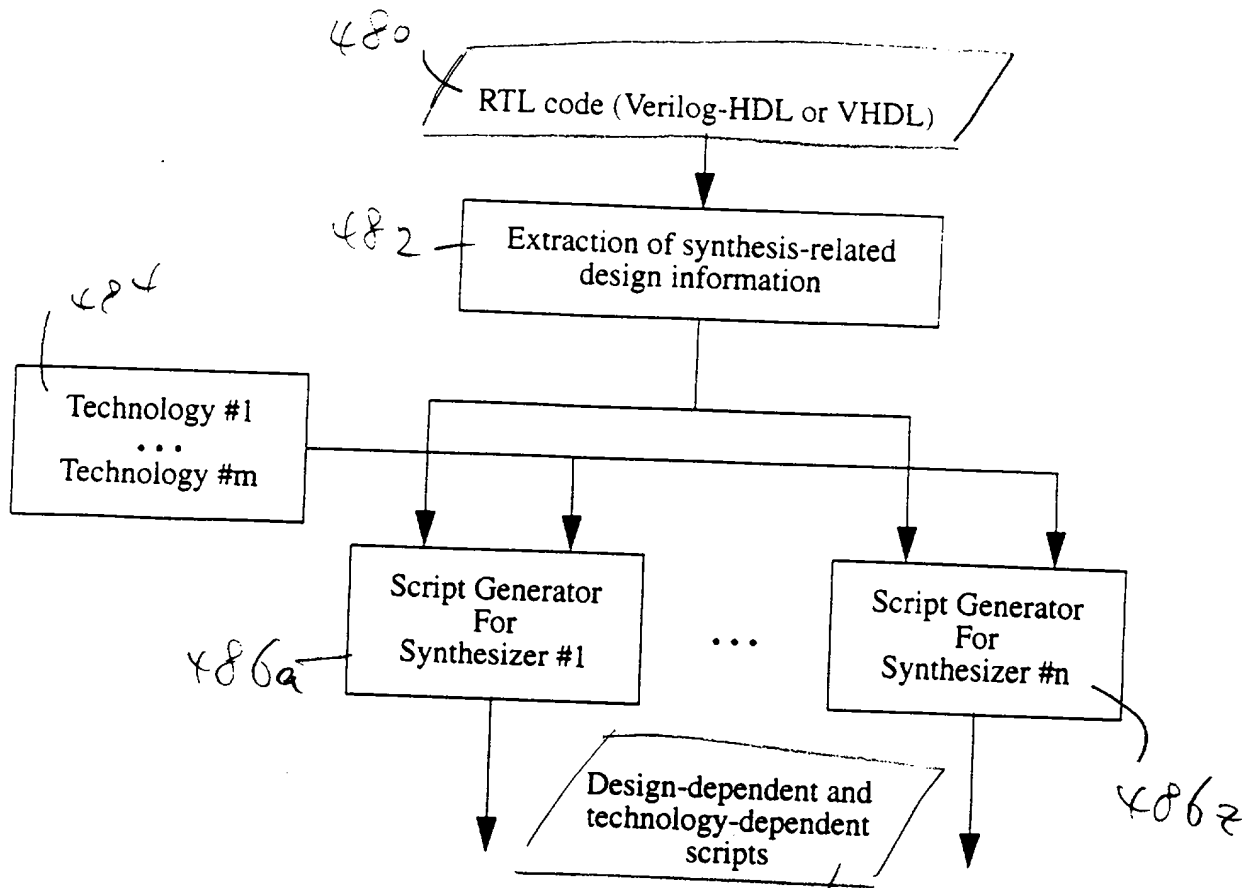 480
RTL code (Verilog-HDL or VHDL)
482
Extraction of synthesis-related
design information
484
Technology #1
...
Technology #m
Script Generator
For
Synthesizer #1
486a
...
Script Generator
For
Synthesizer #n
486z
Design-dependent and
technology-dependent
scripts